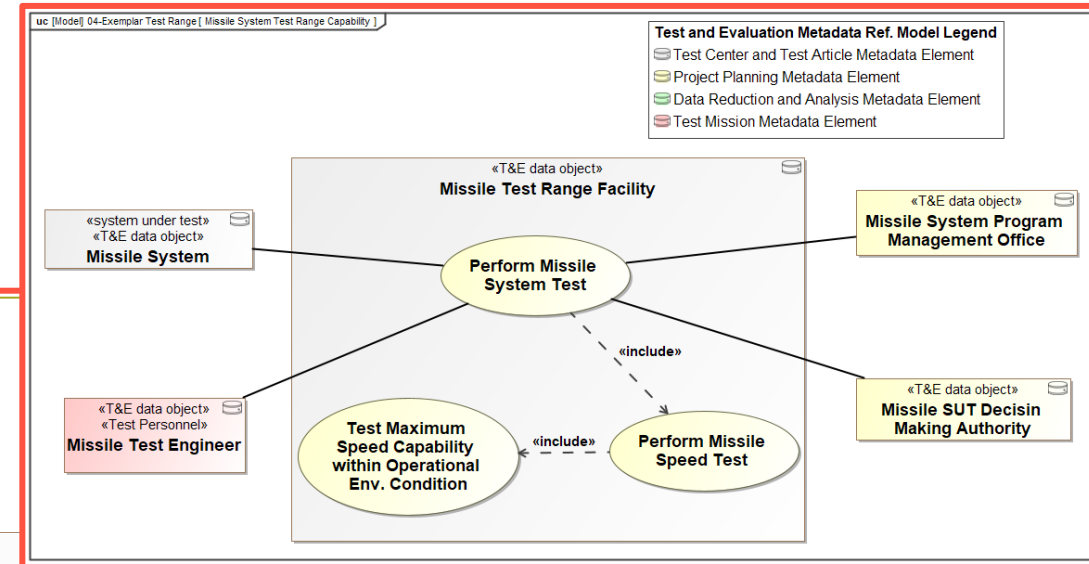 uc [Model] 04-Exemplar Test Range [ Missile System Test Range Capability ]
Test and Evaluation Metadata Ref. Model Legend
Test Center and Test Article Metadata Element
Project Planning Metadata Element
Data Reduction and Analysis Metadata Element
Test Mission Metadata Element
«T&E data object»
Missile Test Range Facility
«system under test»
«T&E data object»
Missile System
Perform Missile
System Test
«T&E data object»
Missile System Program
Management Office
«include»
«T&E data object»
«Test Personnel»
Missile Test Engineer
Test Maximum
Speed Capability
within Operational
Env. Condition
«include»
Perform Missile
Speed Test
«T&E data object»
Missile SUT Decisin
Making Authority